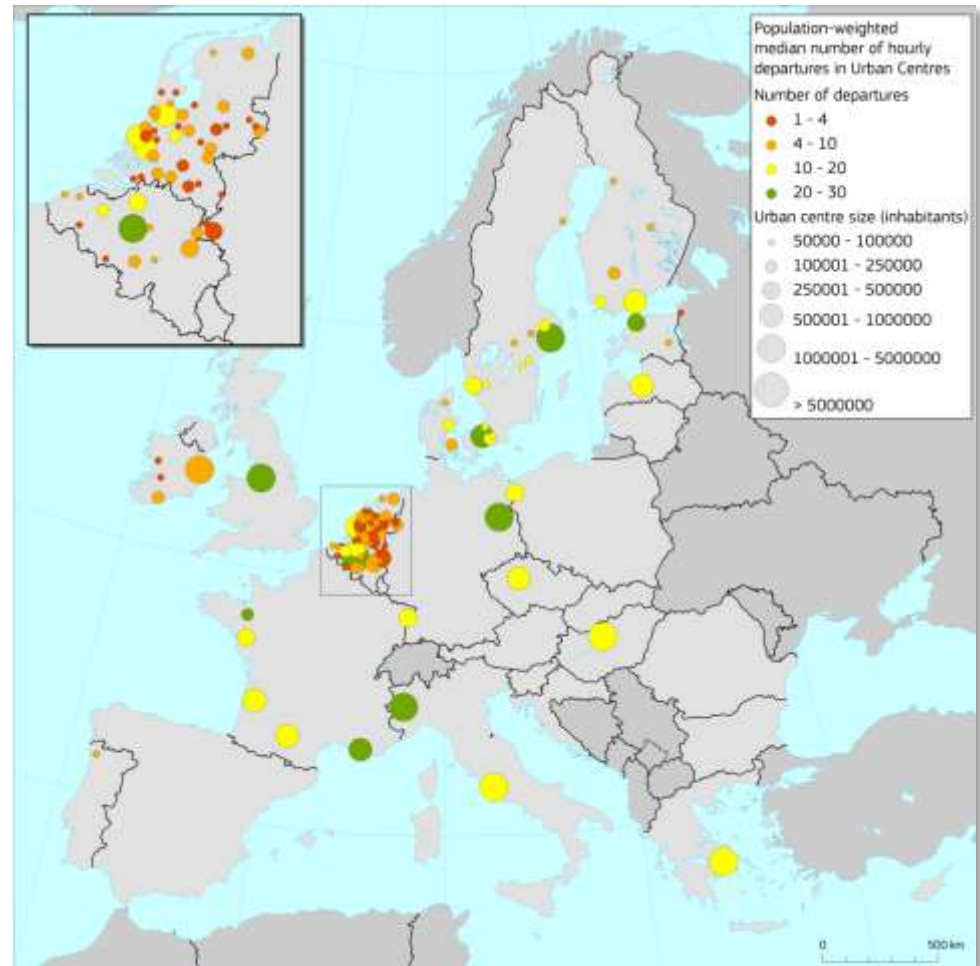 Population-weighted
median number of hourly
departures in Urban Centres
Number of departures
1 - 4
4 - 10
10 - 20
20 - 30
Urban centre size (inhabitants)
50000 - 100000
100001 - 250000
250001 - 500000
500001 - 1000000
1000001 - 5000000
> 5000000
0 500 km